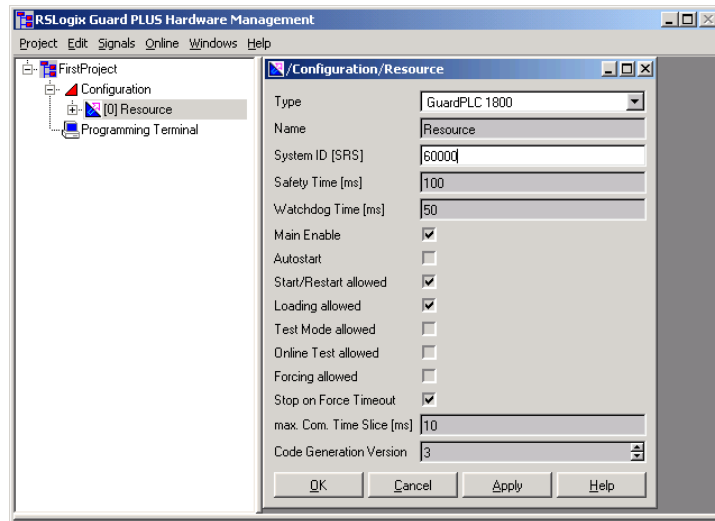 RSLogix Guard PLUS Hardware Management
Project Edit Signals Online Windows Help
FirstProject
Configuration
[0] Resource
Programming Terminal
/Configuration/Resource
Type GuardPLC 1800
Name Resource
System ID [SRS] 60000
Safety Time [ms] 100
Watchdog Time [ms] 50
Main Enable
Autostart
Start/Restart allowed
Loading allowed
Test Mode allowed
Online Test allowed
Forcing allowed
Stop on Force Timeout
max. Com. Time Slice [ms] 10
Code Generation Version 3
OK Cancel Apply Help